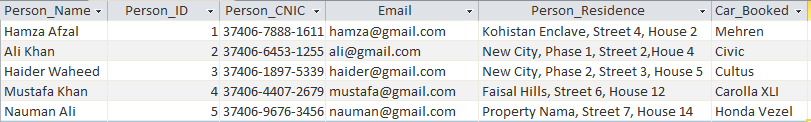 Person_Name Person_ID Person_CNIC Email Person_Residence Car_Booked
Hamza Afzal 1 37406-7888-1611 hamza@gmail.com Kohistan Enclave, Street 4, House 2 Mehren
Ali Khan 2 37406-6453-1255 ali@gmail.com New City, Phase 1, Street 2,Houe 4 Civic
Haider Waheed 3 37406-1897-5339 haider@gmail.com New City, Phase 2, Street 3, House 5 Cultus
Mustafa Khan 4 37406-4407-2679 mustafa@gmail.com Faisal Hills, Street 6, House 12 Carolla XLI
Nauman Ali 5 37406-9676-3456 nauman@gmail.com Property Nama, Street 7, House 14 Honda Vezel